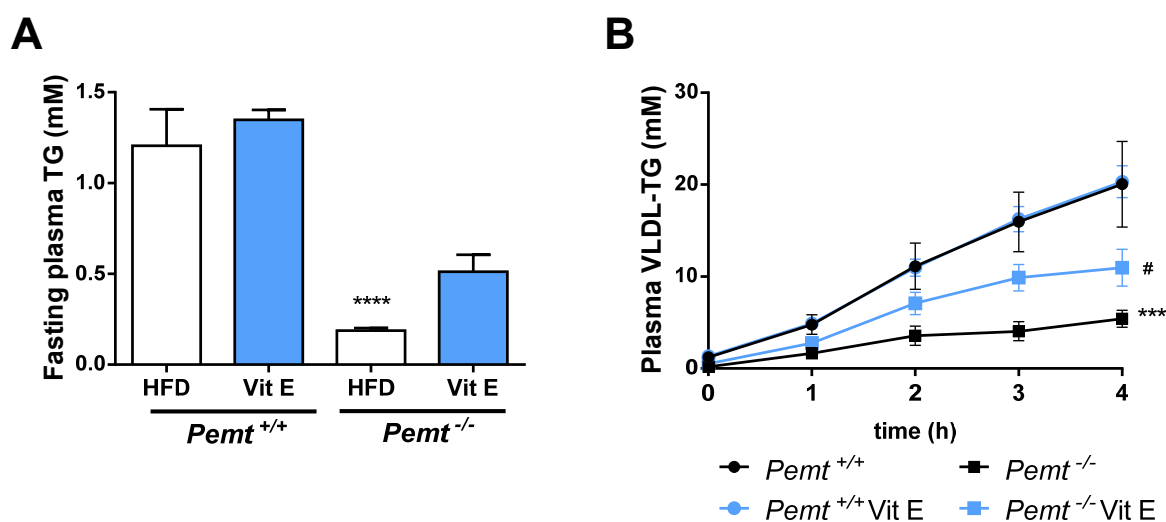 A
Fasting plasma TG (mM)
1.5
1.0
0.5
0.0
****
HFD Vit E HFD Vit E
Pemt +/+ Pemt -/-
B
Plasma VLDL-TG (mM)
30
20
10
0
#
***
0 1 2 3 4
time (h)
Pemt +/+ Pemt -/-
Pemt +/+ Vit E Pemt -/- Vit E